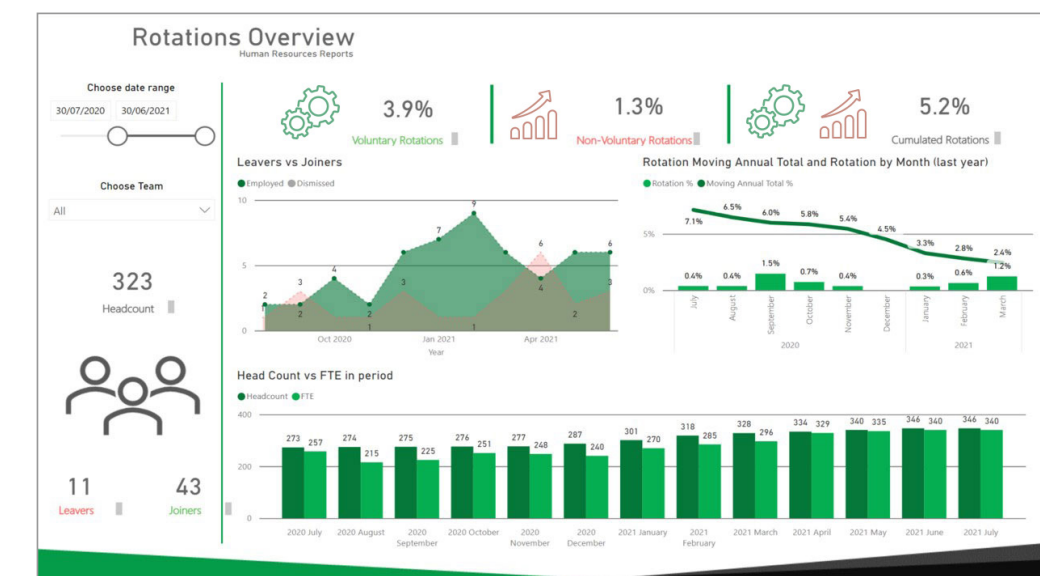 Rotations Overview
Human Resources Reports
Choose date range
30/07/2020 30/06/2021
Choose Team
All
323
Headcount
11 43
Leavers Joiners
3.9%
Voluntary Rotations
1.3%
Non-Voluntary Rotations
5.2%
Cumulated Rotations
Leavers vs Joiners
Employed Dismissed
10
5
0
2
1
3
2
4
2
1
3
7
9
1
6
4
2
6
3
Oct 2020 Jan 2021 Apr 2021
Year
Rotation Moving Annual Total and Rotation by Month (last year)
Rotation % Moving Annual Total %
5%
0%
7.1% 6.5% 6.0% 5.8% 5.4% 4.5% 3.3% 2.8% 2.4%
0.4% 0.4% 1.5% 0.7% 0.4% 0.3% 0.6% 1.2%
July August September October November December January February March
2020 2021
Head Count vs FTE in period
Headcount FTE
400
200
0
273 257 274 215 275 225 276 251 277 248 287 240 301 270 318 285 328 296 334 329 340 335 346 340 346 340
2020 July 2020 August 2020 September 2020 October 2020 November 2020 December 2021 January 2021 February 2021 March 2021 April 2021 May 2021 June 2021 July